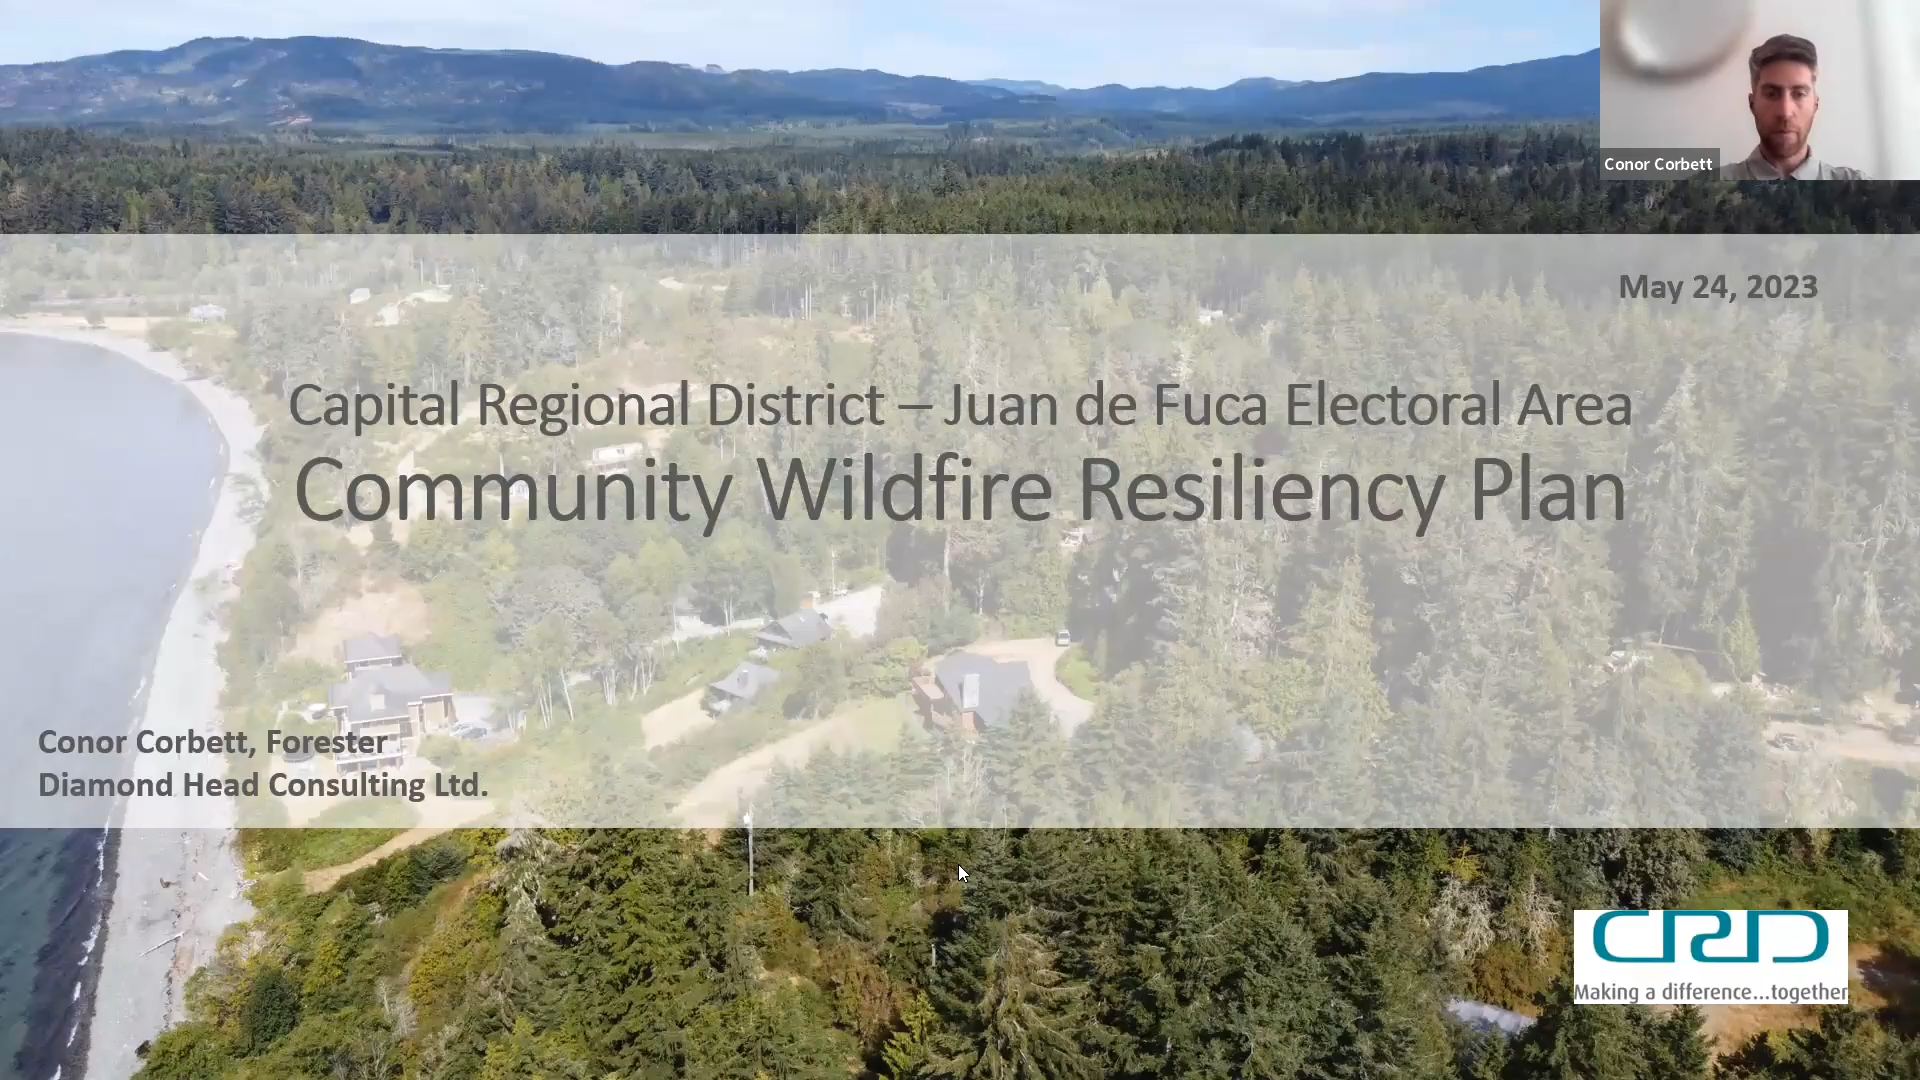 Conor Corbett
May 24, 2023
Capital Regional District – Juan de Fuca Electoral Area
Community Wildfire Resiliency Plan
Conor Corbett, Forester
Diamond Head Consulting Ltd.
CRD
Making a difference...together